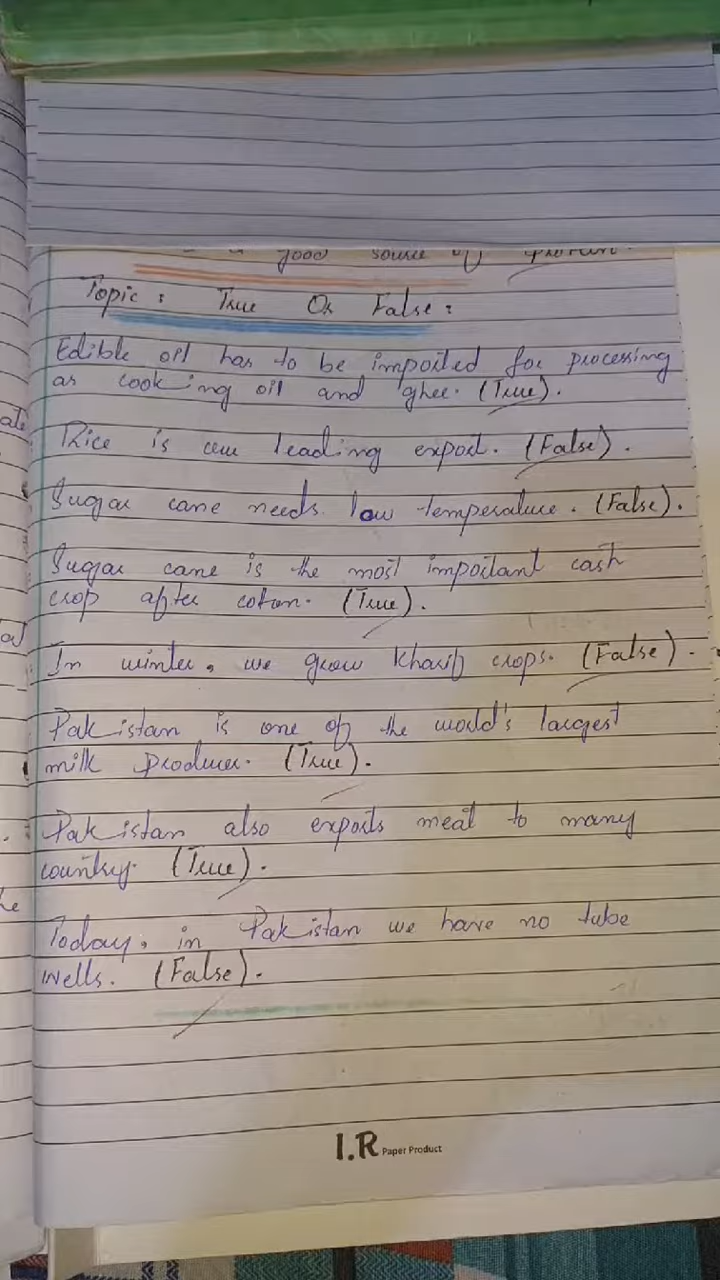 good source of protein.
Topic: True Or False:
Edible oil has to be imported for processing
as cooking oil and ghee. (True).
Rice is our leading export. (False).
Sugar cane needs low temperature. (False).
Sugar cane is the most important cash
crop after coton. (True).
In winter, we grow kharif crops. (False).
Pakistan is one of the world's largest
milk producer. (True).
Pakistan also exports meat to many
country. (True).
Today, in Pakistan we have no tube
wells. (False).
I.R Paper Product